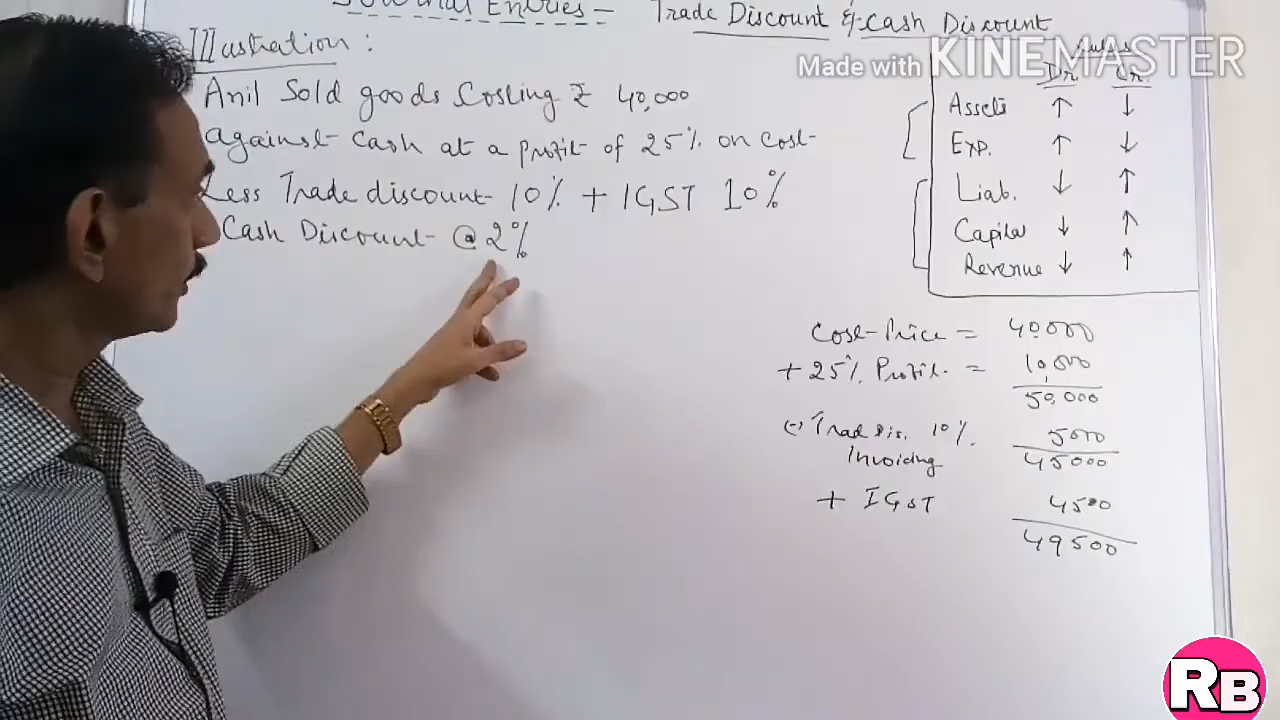 Journal Entries - Trade Discount & Cash Discount
Made with KINEMASTER
Illustration :
Anil Sold goods Costing ₹ 40,000
against cash at a profit of 25% on cost
Less Trade discount 10% + IGST 10%
Cash Discount @ 2%
Rules
Dr. Cr.
Assets ↑ ↓
Exp. ↑ ↓
Liab. ↓ ↑
Capital ↓ ↑
Revenue ↓ ↑
Cost Price = 40,000
+ 25% Profit = 10,000
50,000
(-) Trad Dis. 10% 5000
Invoicing 45000
+ IGST 4500
49500
RB